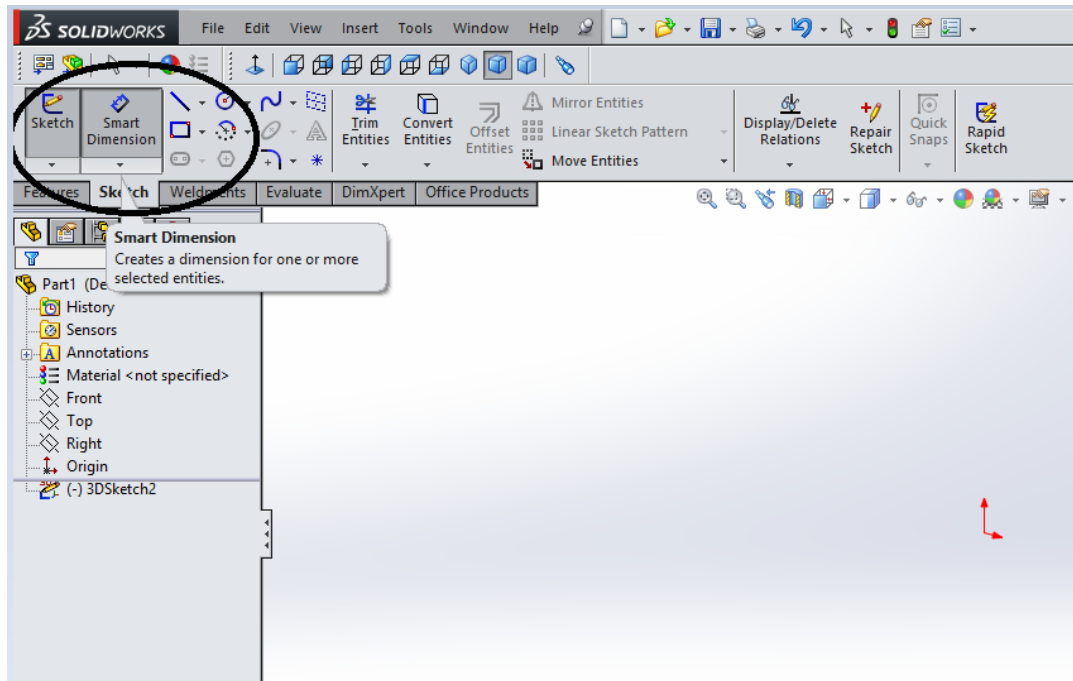 SOLIDWORKS File Edit View Insert Tools Window Help
Sketch Smart Dimension
Trim Entities
Convert Entities
Offset Entities
Mirror Entities
Linear Sketch Pattern
Move Entities
Display/Delete Relations
Repair Sketch
Quick Snaps
Rapid Sketch
Features Sketch Weldments Evaluate DimXpert Office Products
Smart Dimension
Creates a dimension for one or more
selected entities.
Part1 (De
History
Sensors
Annotations
Material <not specified>
Front
Top
Right
Origin
(-) 3DSketch2